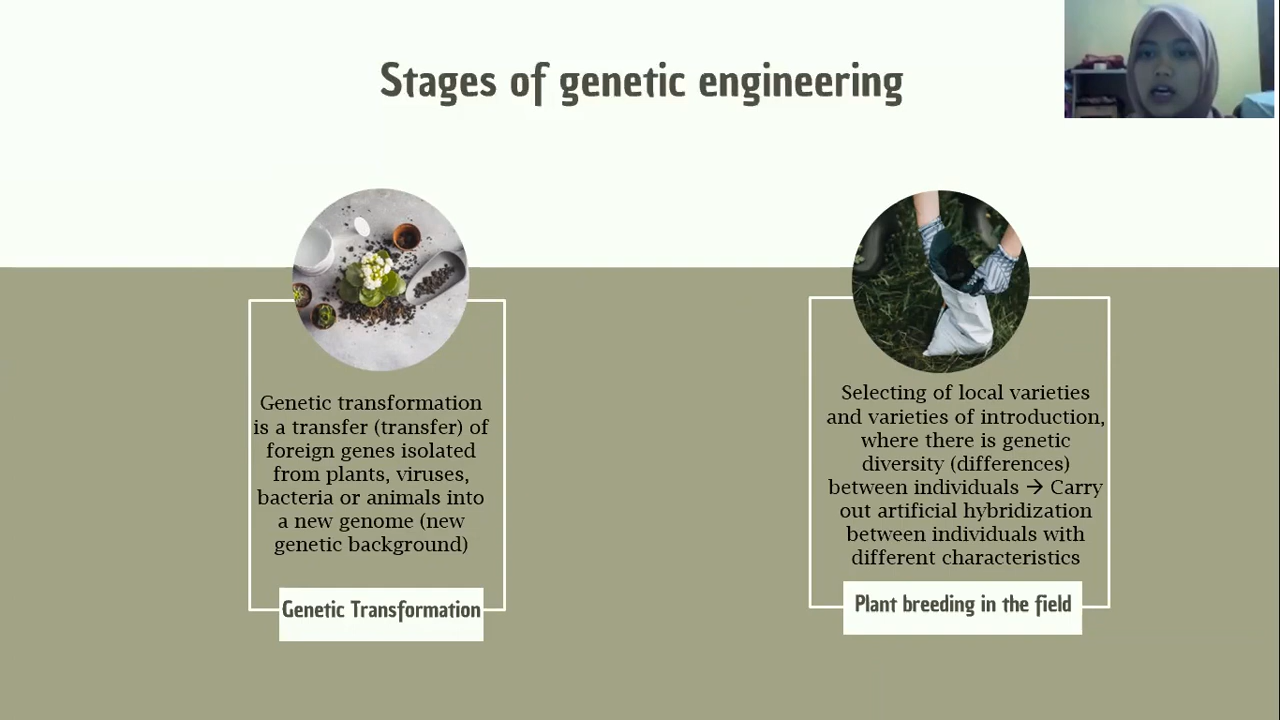 Stages of genetic engineering
Genetic transformation
is a transfer (transfer) of
foreign genes isolated
from plants, viruses,
bacteria or animals into
a new genome (new
genetic background)
Genetic Transformation
Selecting of local varieties
and varieties of introduction,
where there is genetic
diversity (differences)
between individuals → Carry
out artificial hybridization
between individuals with
different characteristics
Plant breeding in the field